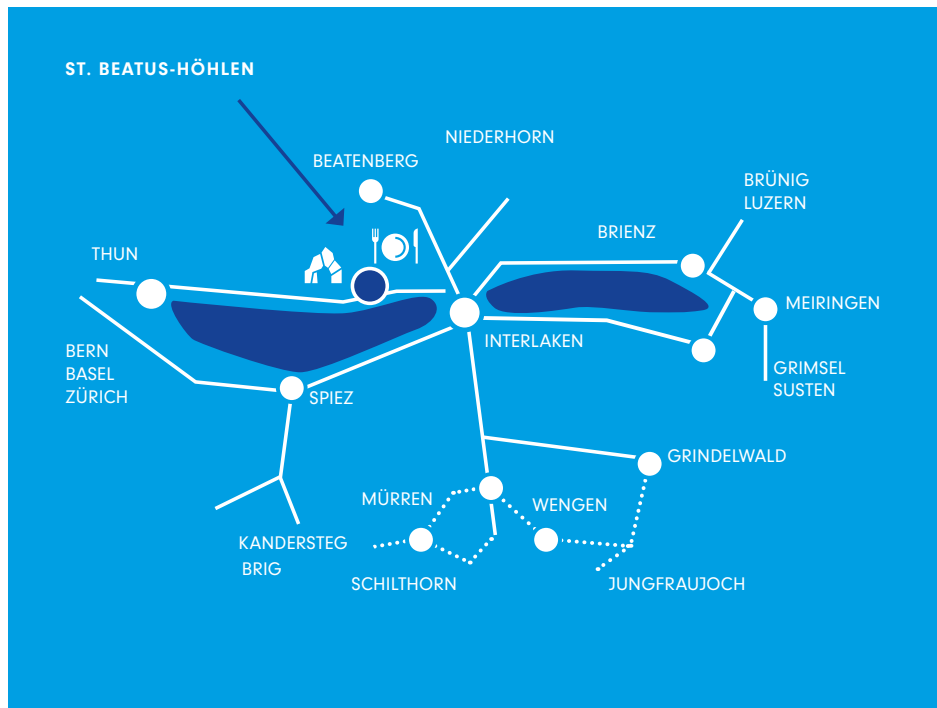 ST. BEATUS-HÖHLEN
NIEDERHORN
BEATENBERG
BRÜNIG
LUZERN
BRIENZ
THUN
MEIRINGEN
INTERLAKEN
BERN
BASEL
ZÜRICH
GRIMSEL
SUSTEN
SPIEZ
GRINDELWALD
MÜRREN
WENGEN
KANDERSTEG
BRIG
SCHILTHORN
JUNGFRAUJOCH